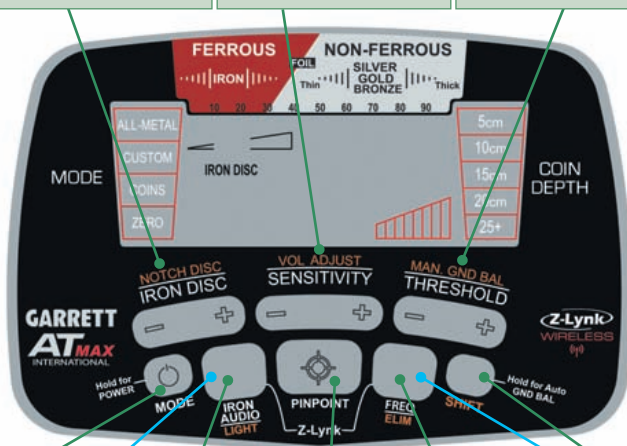 FERROUS
NON-FERROUS
IRON
FOIL
Thin
SILVER
GOLD
BRONZE
Thick
10 20 30 40 50 60 70 80 90
ALL-METAL
CUSTOM
COINS
ZERO
MODE
IRON DISC
5cm
10cm
15cm
20cm
25+
COIN
DEPTH
NOTCH DISC
IRON DISC
VOL ADJUST
SENSITIVITY
MAN. GND BAL
THRESHOLD
GARRETT
AT MAX
INTERNATIONAL
Z-Lynk
WIRELESS
Hold for
POWER
MODE
IRON
AUDIO
LIGHT
PINPOINT
Z-Lynk
FREQ
ELIM
SHIFT
Hold for Auto
GND BAL